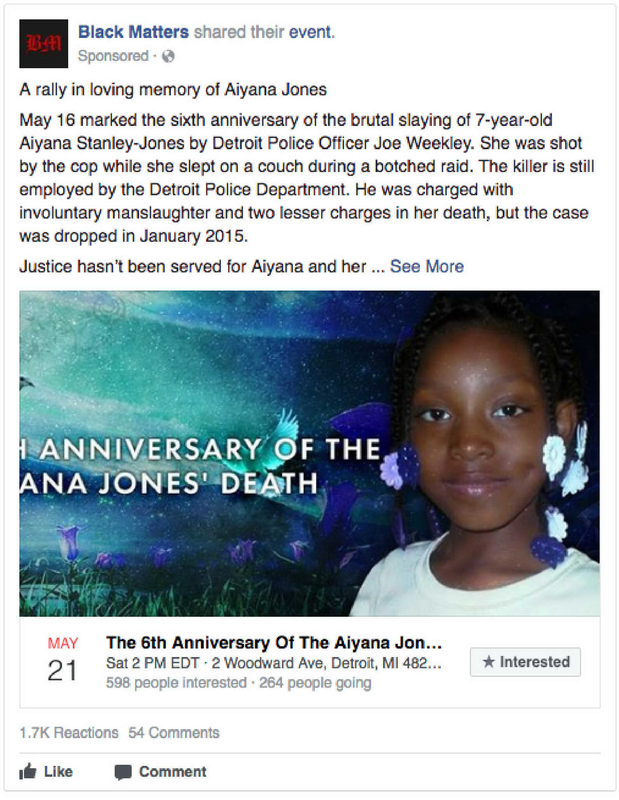 BM
Black Matters shared their event.
Sponsored ·
A rally in loving memory of Aiyana Jones
May 16 marked the sixth anniversary of the brutal slaying of 7-year-old
Aiyana Stanley-Jones by Detroit Police Officer Joe Weekley. She was shot
by the cop while she slept on a couch during a botched raid. The killer is still
employed by the Detroit Police Department. He was charged with
involuntary manslaughter and two lesser charges in her death, but the case
was dropped in January 2015.
Justice hasn't been served for Aiyana and her ... See More
H ANNIVERSARY OF THE
ANA JONES' DEATH
MAY
21
The 6th Anniversary Of The Aiyana Jon...
Sat 2 PM EDT · 2 Woodward Ave, Detroit, MI 482...
598 people interested · 264 people going
★ Interested
1.7K Reactions 54 Comments
Like Comment